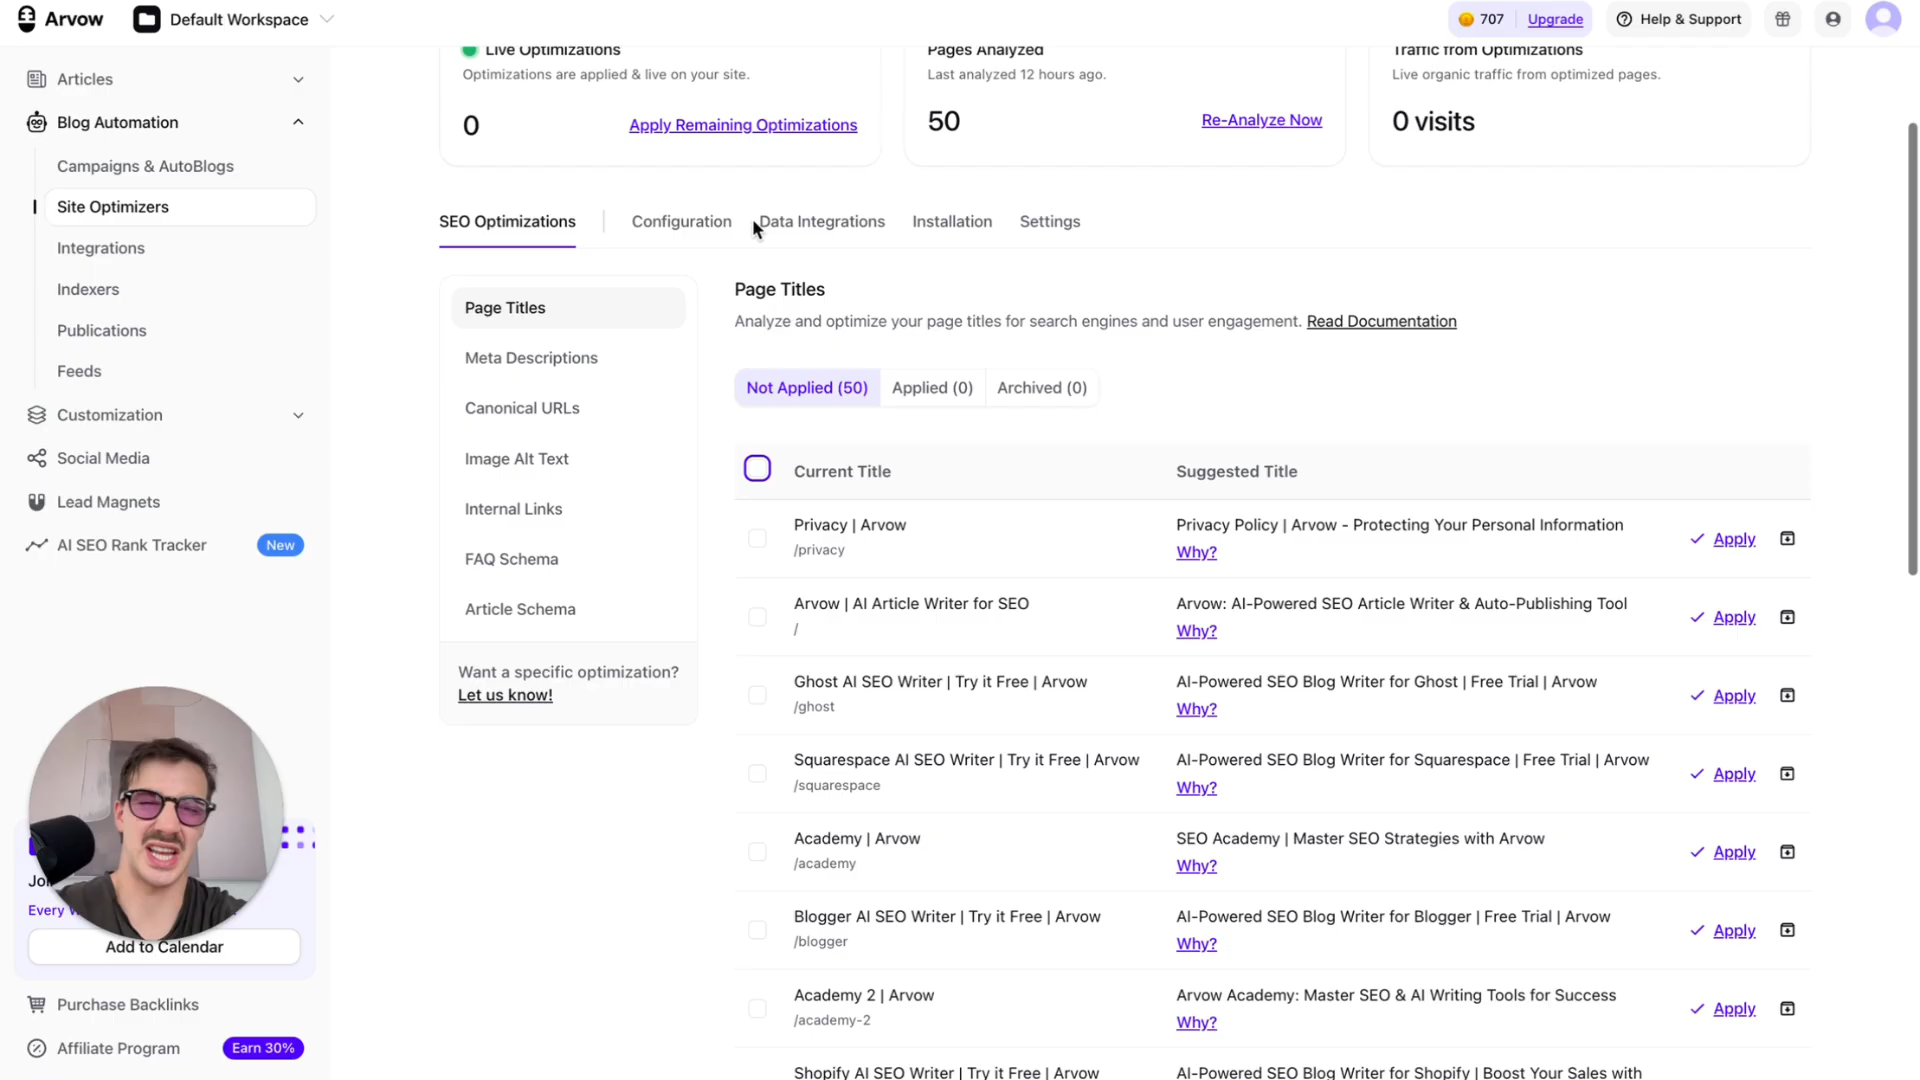 Arvow
Default Workspace
707
Upgrade
Help & Support
Articles
Blog Automation
Campaigns & AutoBlogs
Site Optimizers
Integrations
Indexers
Publications
Feeds
Customization
Social Media
Lead Magnets
AI SEO Rank Tracker
New
Every
Add to Calendar
Purchase Backlinks
Affiliate Program
Earn 30%
Live Optimizations
Optimizations are applied & live on your site.
0
Apply Remaining Optimizations
Pages Analyzed
Last analyzed 12 hours ago.
50
Re-Analyze Now
Traffic from Optimizations
Live organic traffic from optimized pages.
0 visits
SEO Optimizations
Configuration
Data Integrations
Installation
Settings
Page Titles
Meta Descriptions
Canonical URLs
Image Alt Text
Internal Links
FAQ Schema
Article Schema
Want a specific optimization?
Let us know!
Page Titles
Analyze and optimize your page titles for search engines and user engagement. Read Documentation
Not Applied (50)
Applied (0)
Archived (0)
Current Title
Suggested Title
Privacy | Arvow
/privacy
Privacy Policy | Arvow - Protecting Your Personal Information
Why?
Apply
Arvow | AI Article Writer for SEO
/
Arvow: AI-Powered SEO Article Writer & Auto-Publishing Tool
Why?
Apply
Ghost AI SEO Writer | Try it Free | Arvow
/ghost
AI-Powered SEO Blog Writer for Ghost | Free Trial | Arvow
Why?
Apply
Squarespace AI SEO Writer | Try it Free | Arvow
/squarespace
AI-Powered SEO Blog Writer for Squarespace | Free Trial | Arvow
Why?
Apply
Academy | Arvow
/academy
SEO Academy | Master SEO Strategies with Arvow
Why?
Apply
Blogger AI SEO Writer | Try it Free | Arvow
/blogger
AI-Powered SEO Blog Writer for Blogger | Free Trial | Arvow
Why?
Apply
Academy 2 | Arvow
/academy-2
Arvow Academy: Master SEO & AI Writing Tools for Success
Why?
Apply
Shopify AI SEO Writer | Try it Free | Arvow
AI-Powered SEO Blog Writer for Shopify | Boost Your Sales with